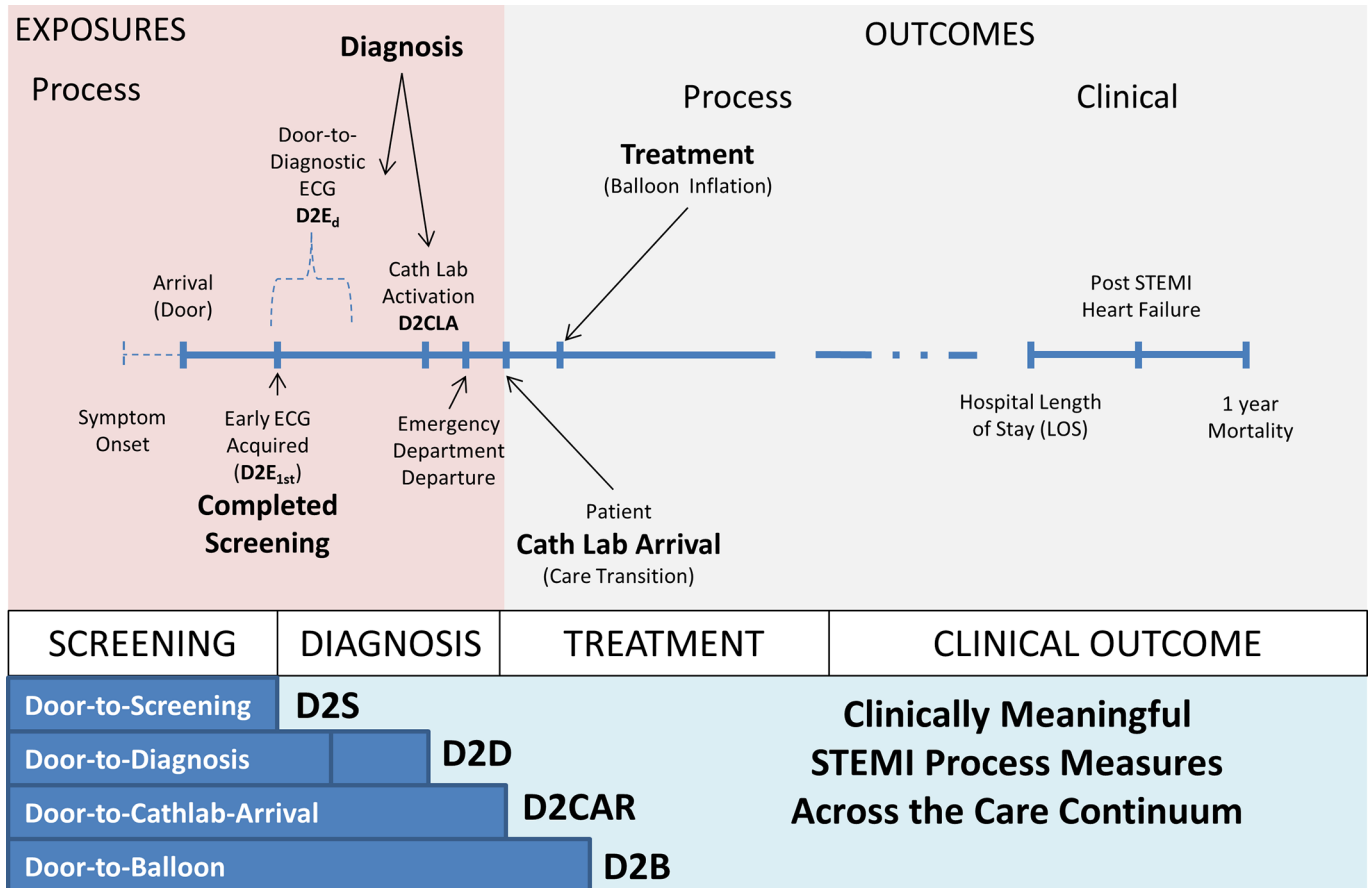 EXPOSURES
OUTCOMES
Diagnosis
Process
Process
Clinical
Door-to-
Diagnostic
ECG
D2Ed
Treatment
(Balloon Inflation)
Arrival
(Door)
Cath Lab
Activation
D2CLA
Post STEMI
Heart Failure
Symptom
Onset
Early ECG
Acquired
(D2E1st)
Completed
Screening
Emergency
Department
Departure
Hospital Length
of Stay (LOS)
1 year
Mortality
Patient
Cath Lab Arrival
(Care Transition)
SCREENING
DIAGNOSIS
TREATMENT
CLINICAL OUTCOME
Door-to-Screening
D2S
Door-to-Diagnosis
D2D
Door-to-Cathlab-Arrival
D2CAR
Door-to-Balloon
D2B
Clinically Meaningful
STEMI Process Measures
Across the Care Continuum